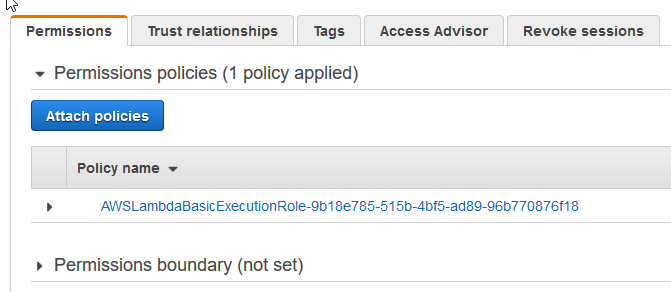 Permissions Trust relationships Tags Access Advisor Revoke sessions
Permissions policies (1 policy applied)
Attach policies
Policy name
AWSLambdaBasicExecutionRole-9b18e785-515b-4bf5-ad89-96b770876f18
Permissions boundary (not set)